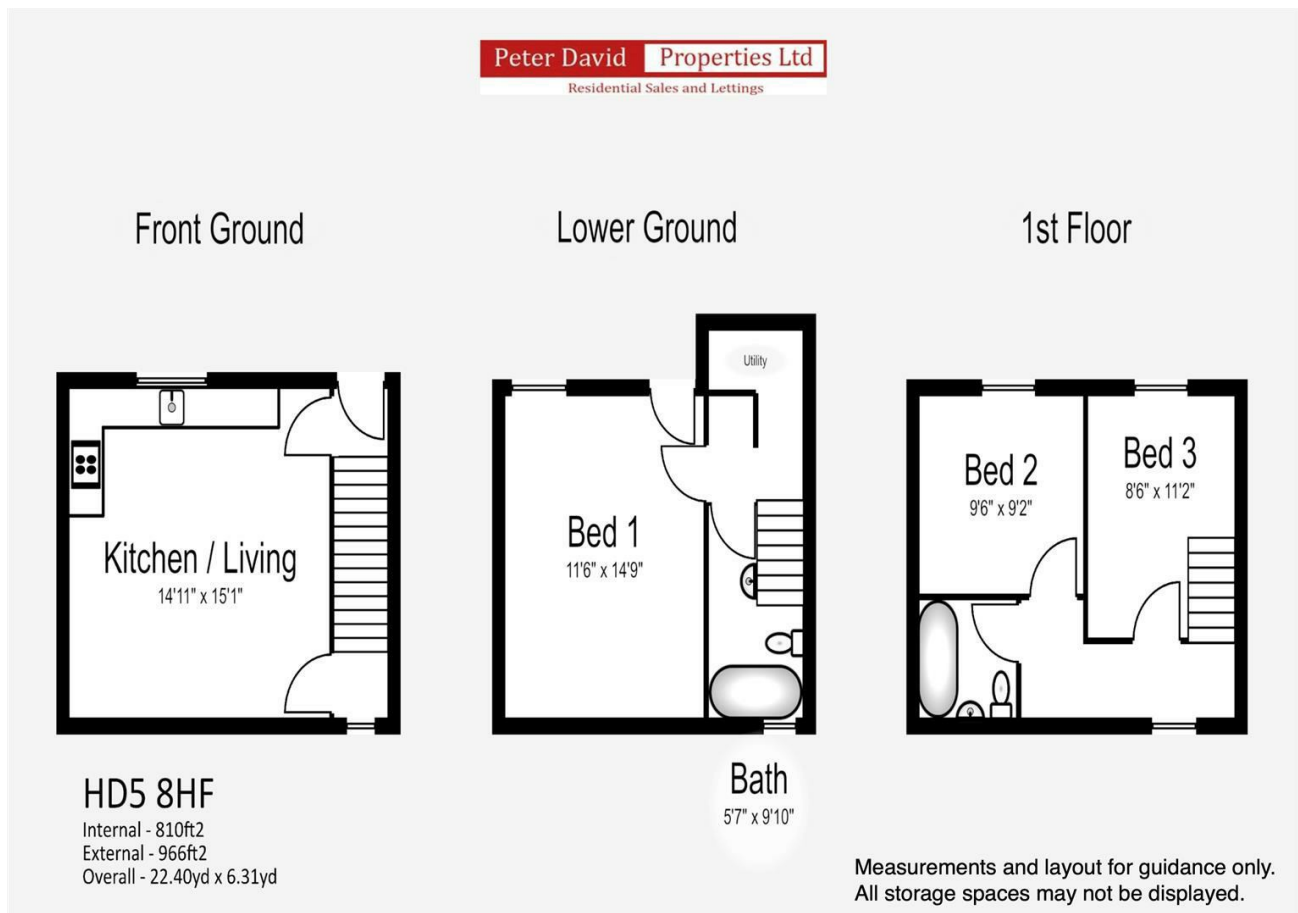 Peter David Properties Ltd
Residential Sales and Lettings
Front Ground
Lower Ground
1st Floor
Utility
Kitchen / Living
14'11" x 15'1"
Bed 1
11'6" x 14'9"
Bed 2
9'6" x 9'2"
Bed 3
8'6" x 11'2"
Bath
5'7" x 9'10"
HD5 8HF
Internal - 810ft2
External - 966ft2
Overall - 22.40yd x 6.31yd
Measurements and layout for guidance only.
All storage spaces may not be displayed.